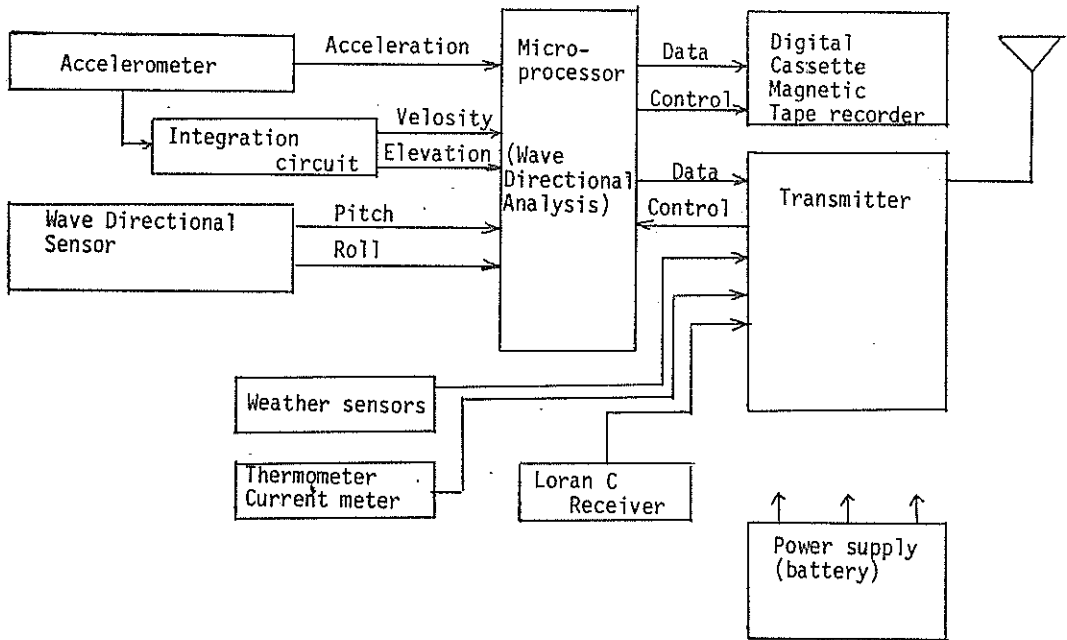 Accelerometer
Acceleration
Integration
circuit
Velosity
Elevation
Wave Directional
Sensor
Pitch
Roll
Micro-
processor
(Wave
Directional
Analysis)
Data
Control
Digital
Cassette
Magnetic
Tape recorder
Data
Control
Transmitter
Weather sensors
Thermometer
Current meter
Loran C
Receiver
Power supply
(battery)